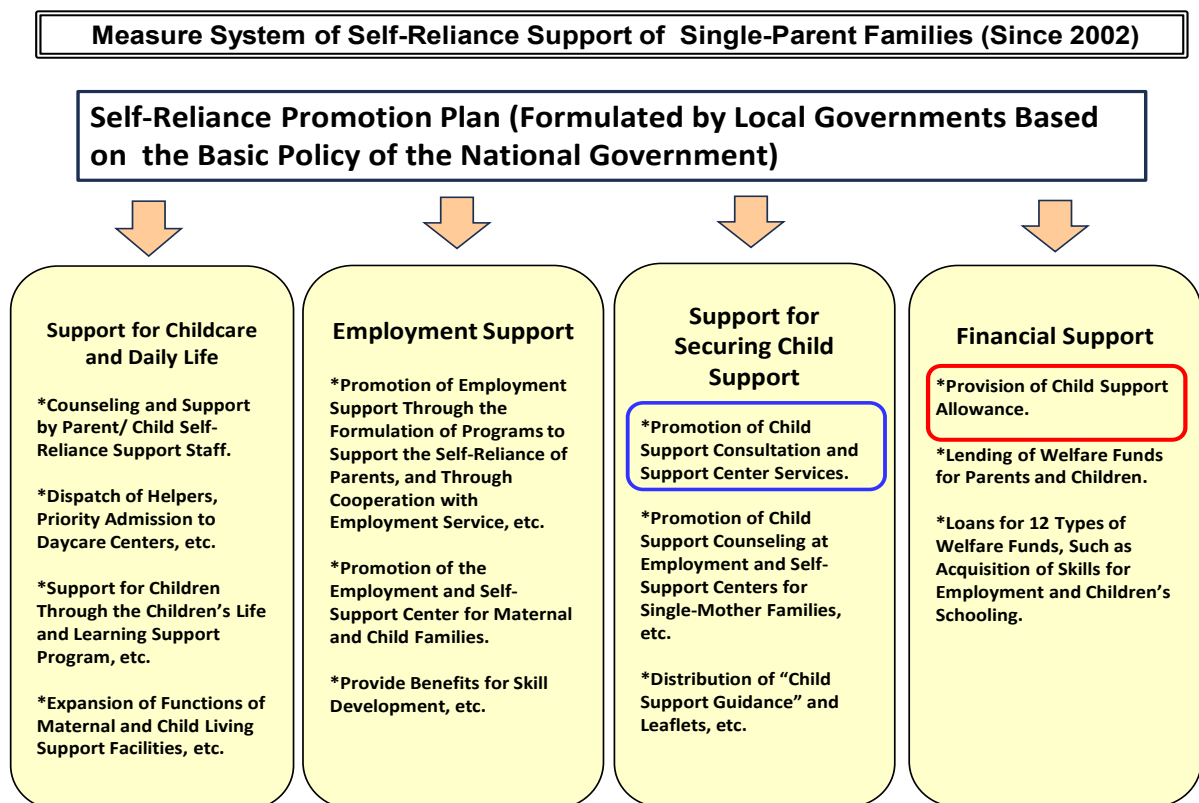 Measure System of Self-Reliance Support of Single-Parent Families (Since 2002)
Self-Reliance Promotion Plan (Formulated by Local Governments Based
on the Basic Policy of the National Government)
Support for Childcare
and Daily Life
*Counseling and Support
by Parent/ Child Self-
Reliance Support Staff.
*Dispatch of Helpers,
Priority Admission to
Daycare Centers, etc.
*Support for Children
Through the Children’s Life
and Learning Support
Program, etc.
*Expansion of Functions of
Maternal and Child Living
Support Facilities, etc.
Employment Support
*Promotion of Employment
Support Through the
Formulation of Programs to
Support the Self-Reliance of
Parents, and Through
Cooperation with
Employment Service, etc.
*Promotion of the
Employment and Self-
Support Center for Maternal
and Child Families.
*Provide Benefits for Skill
Development, etc.
Support for
Securing Child
Support
*Promotion of Child
Support Consultation and
Support Center Services.
*Promotion of Child
Support Counseling at
Employment and Self-
Support Centers for
Single-Mother Families,
etc.
*Distribution of “Child
Support Guidance” and
Leaflets, etc.
Financial Support
*Provision of Child Support
Allowance.
*Lending of Welfare Funds
for Parents and Children.
*Loans for 12 Types of
Welfare Funds, Such as
Acquisition of Skills for
Employment and Children’s
Schooling.